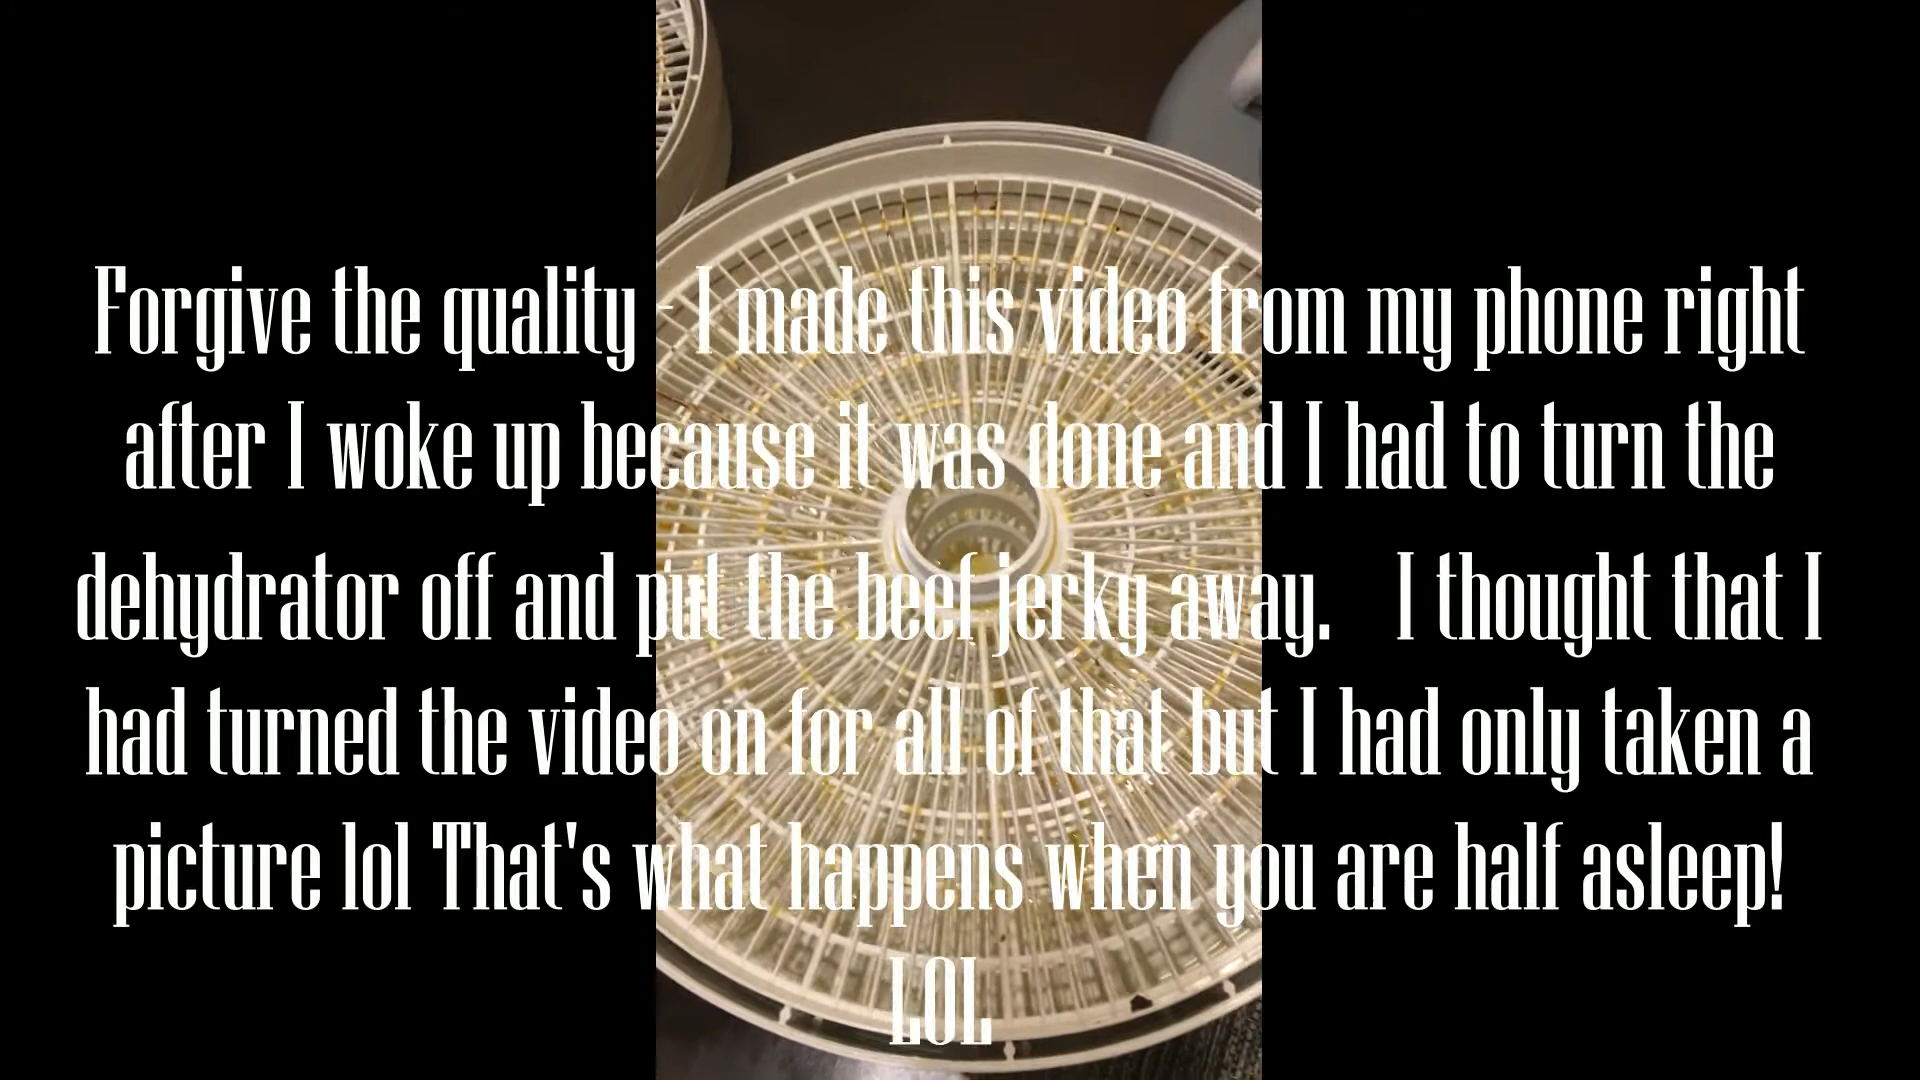 Forgive the quality - I made this video from my phone right
after I woke up because it was done and I had to turn the
dehydrator off and put the beef jerky away.   I thought that I
had turned the video on for all of that but I had only taken a
picture lol That's what happens when you are half asleep!
LOL